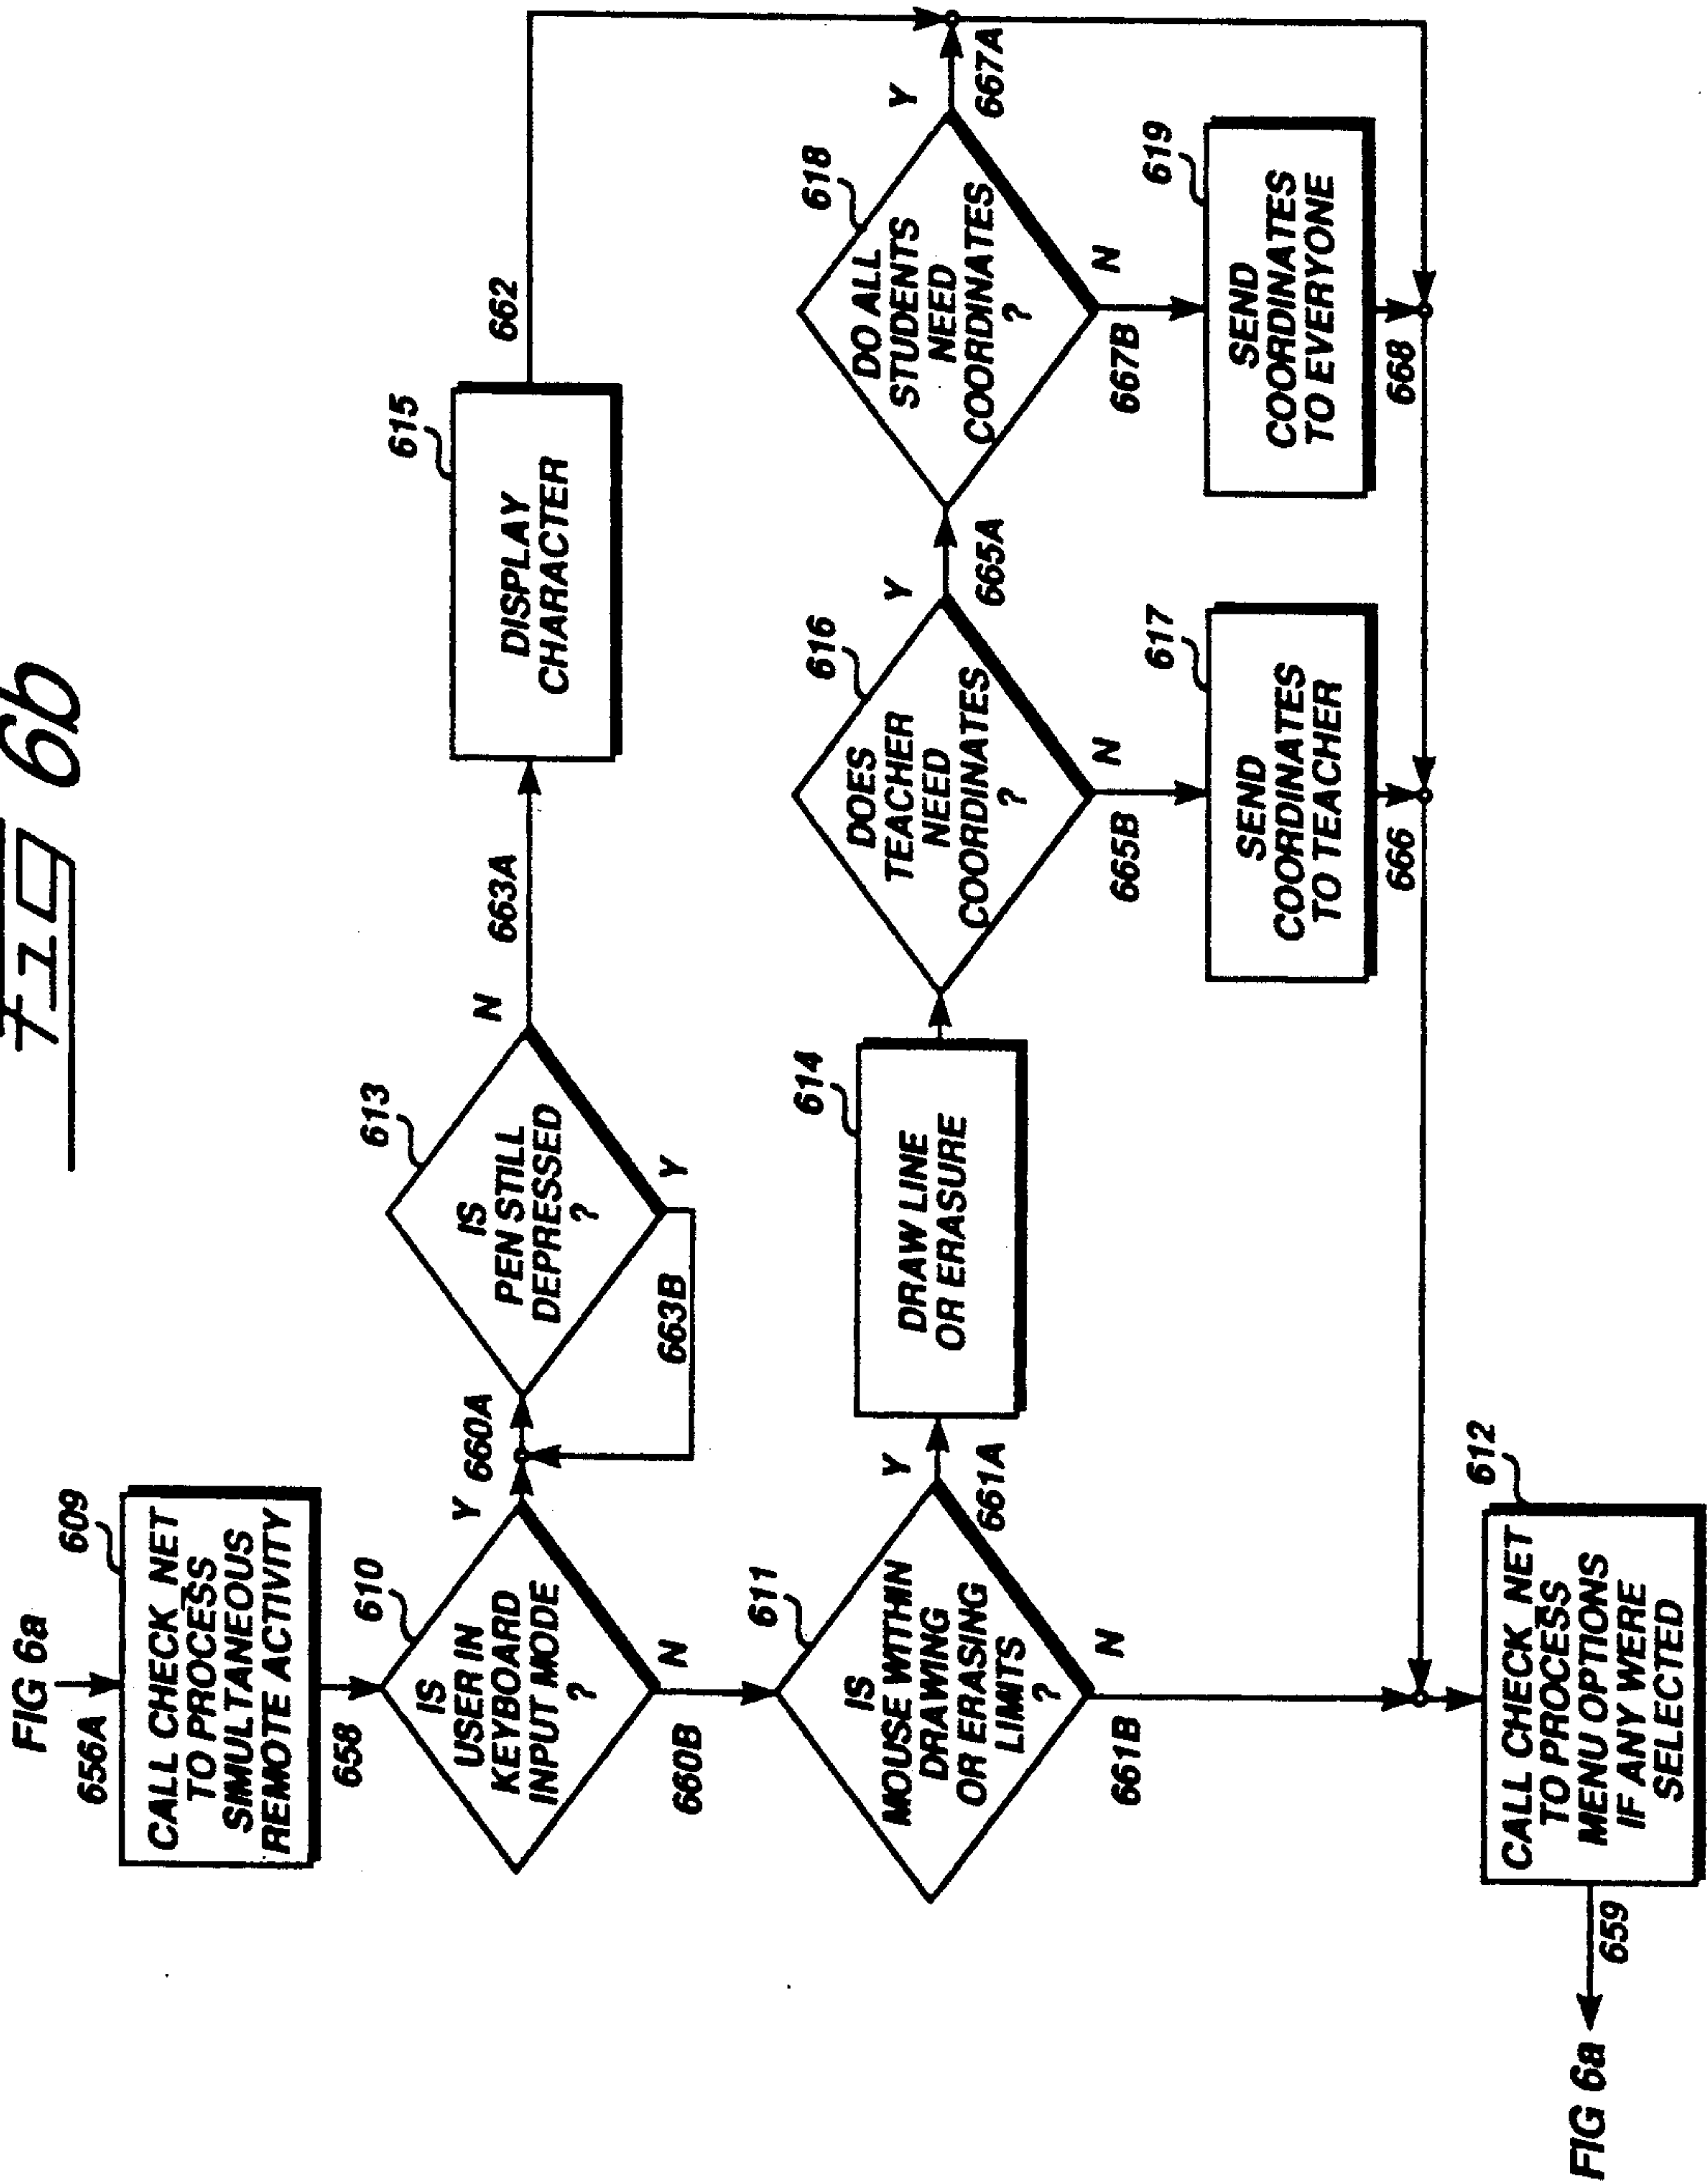 Fig 6b
FIG 6a
656A
609
CALL CHECK_NET
TO PROCESS
SIMULTANEOUS
REMOTE ACTIVITY
658
610
IS
USER IN
KEYBOARD
INPUT MODE
?
Y
660A
N
660B
613
IS
PEN STILL
DEPRESSED
?
N
663A
Y
663B
615
DISPLAY
CHARACTER
662
611
IS
MOUSE WITHIN
DRAWING
OR ERASING
LIMITS
?
Y
661A
N
661B
614
DRAW LINE
OR ERASURE
616
DOES
TEACHER
NEED
COORDINATES
?
Y
665A
N
665B
618
DO ALL
STUDENTS
NEED
COORDINATES
?
Y
667A
N
667B
617
SEND
COORDINATES
TO TEACHER
666
619
SEND
COORDINATES
TO EVERYONE
668
612
CALL CHECK_NET
TO PROCESS
MENU OPTIONS
IF ANY WERE
SELECTED
659
FIG 6a